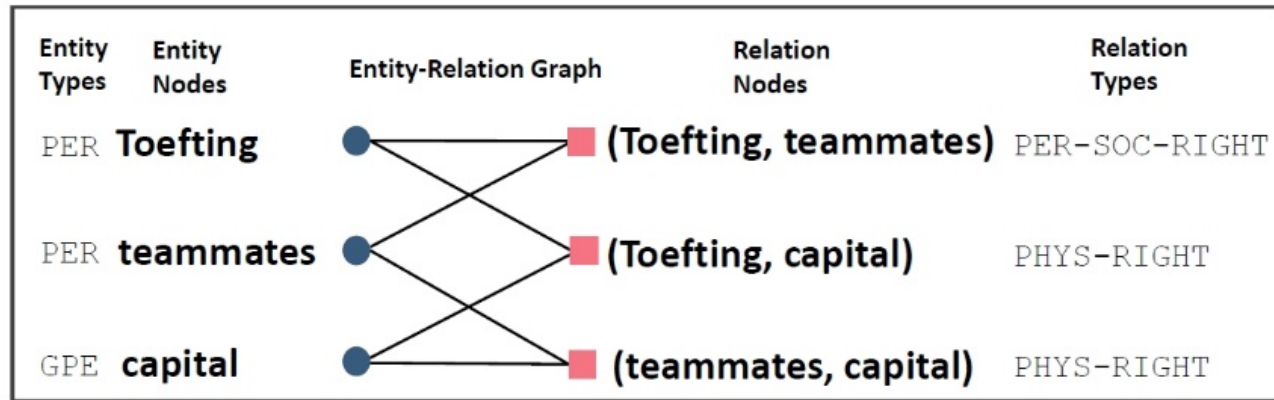 Entity Types Entity Nodes Entity-Relation Graph Relation Nodes Relation Types
PER Toefting (Toefting, teammates) PER-SOC-RIGHT
PER teammates (Toefting, capital) PHYS-RIGHT
GPE capital (teammates, capital) PHYS-RIGHT